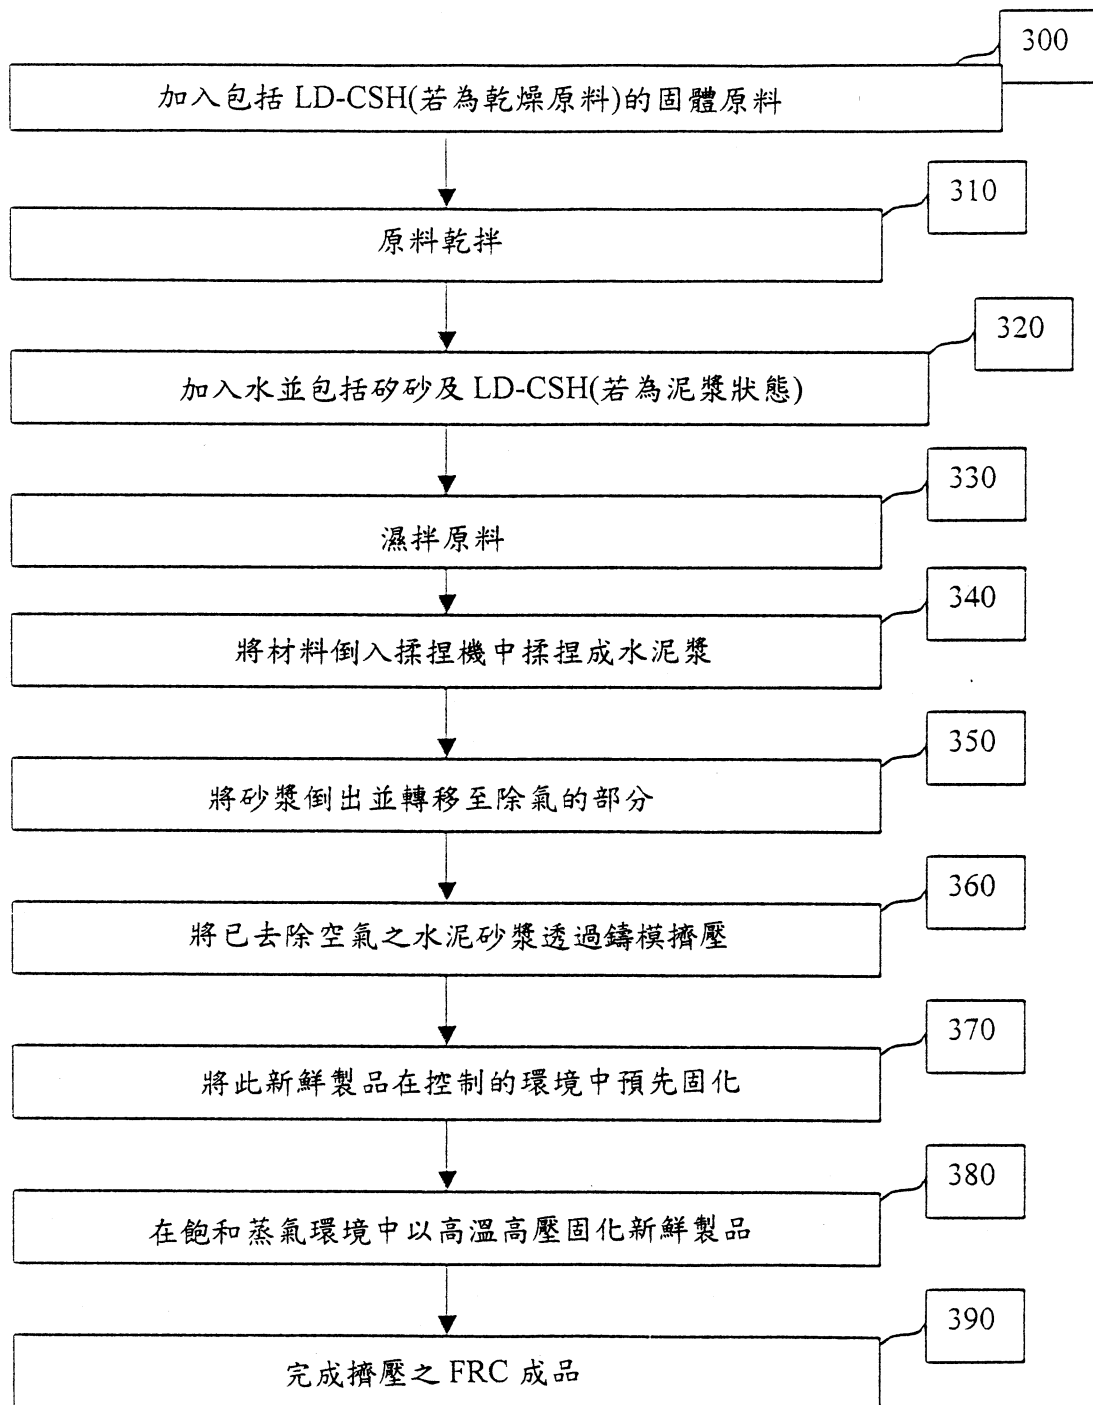 300
加入包括 LD-CSH(若為乾燥原料)的固體原料
310
原料乾拌
320
加入水並包括矽砂及 LD-CSH(若為泥漿狀態)
330
濕拌原料
340
將材料倒入揉捏機中揉捏成水泥漿
350
將砂漿倒出並轉移至除氣的部分
360
將已去除空氣之水泥砂漿透過鑄模擠壓
370
將此新鮮製品在控制的環境中預先固化
380
在飽和蒸氣環境中以高溫高壓固化新鮮製品
390
完成擠壓之 FRC 成品